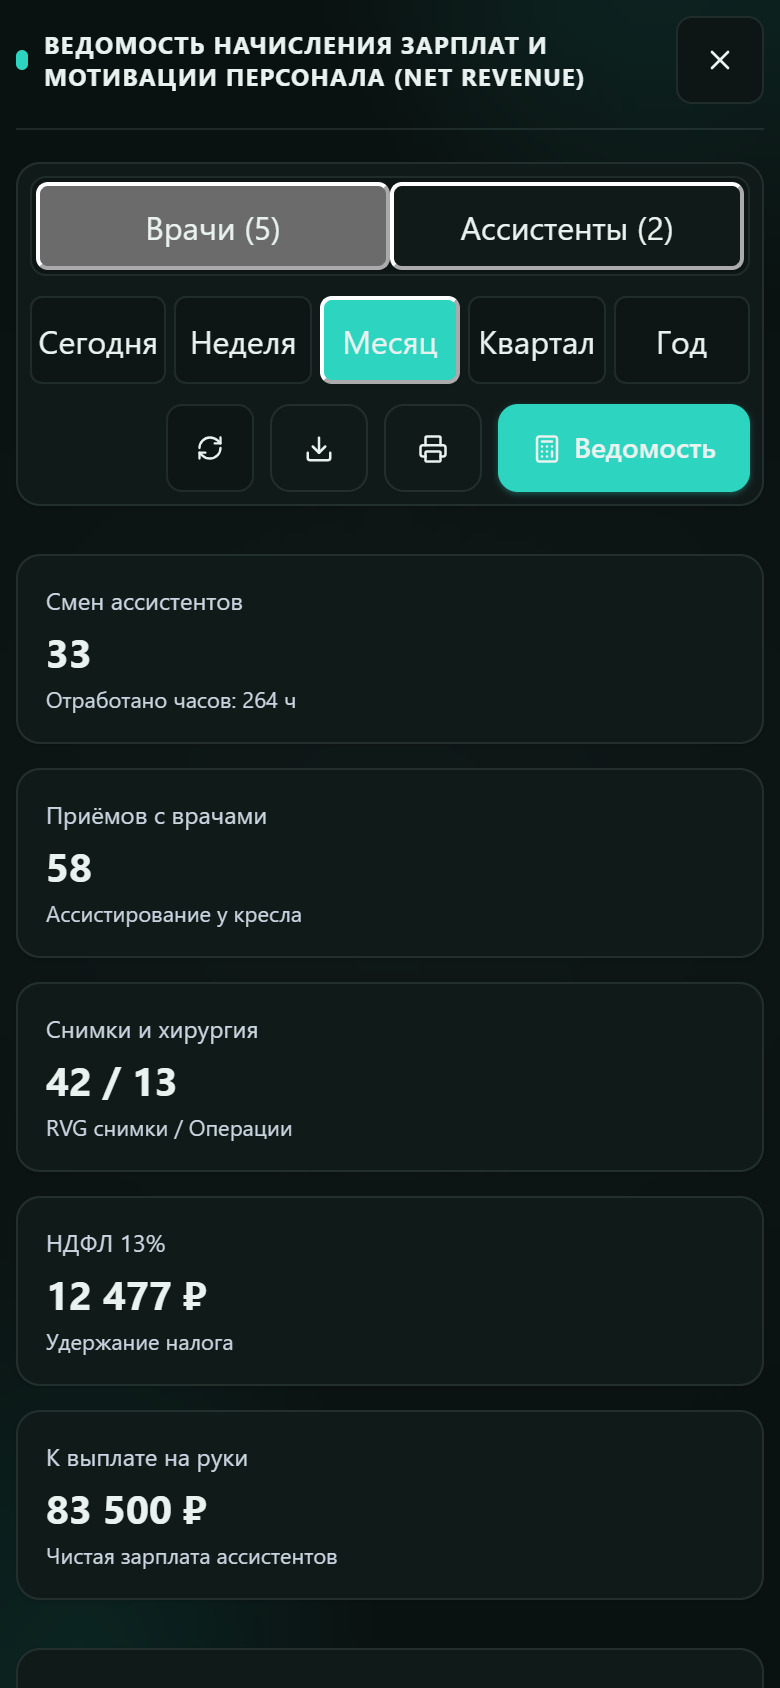 ВЕДОМОСТЬ НАЧИСЛЕНИЯ ЗАРПЛАТ И
МОТИВАЦИИ ПЕРСОНАЛА (NET REVENUE)
Врачи (5)
Ассистенты (2)
Сегодня
Неделя
Месяц
Квартал
Год
Ведомость
Смен ассистентов
33
Отработано часов: 264 ч
Приёмов с врачами
58
Ассистирование у кресла
Снимки и хирургия
42 / 13
RVG снимки / Операции
НДФЛ 13%
12 477 ₽
Удержание налога
К выплате на руки
83 500 ₽
Чистая зарплата ассистентов